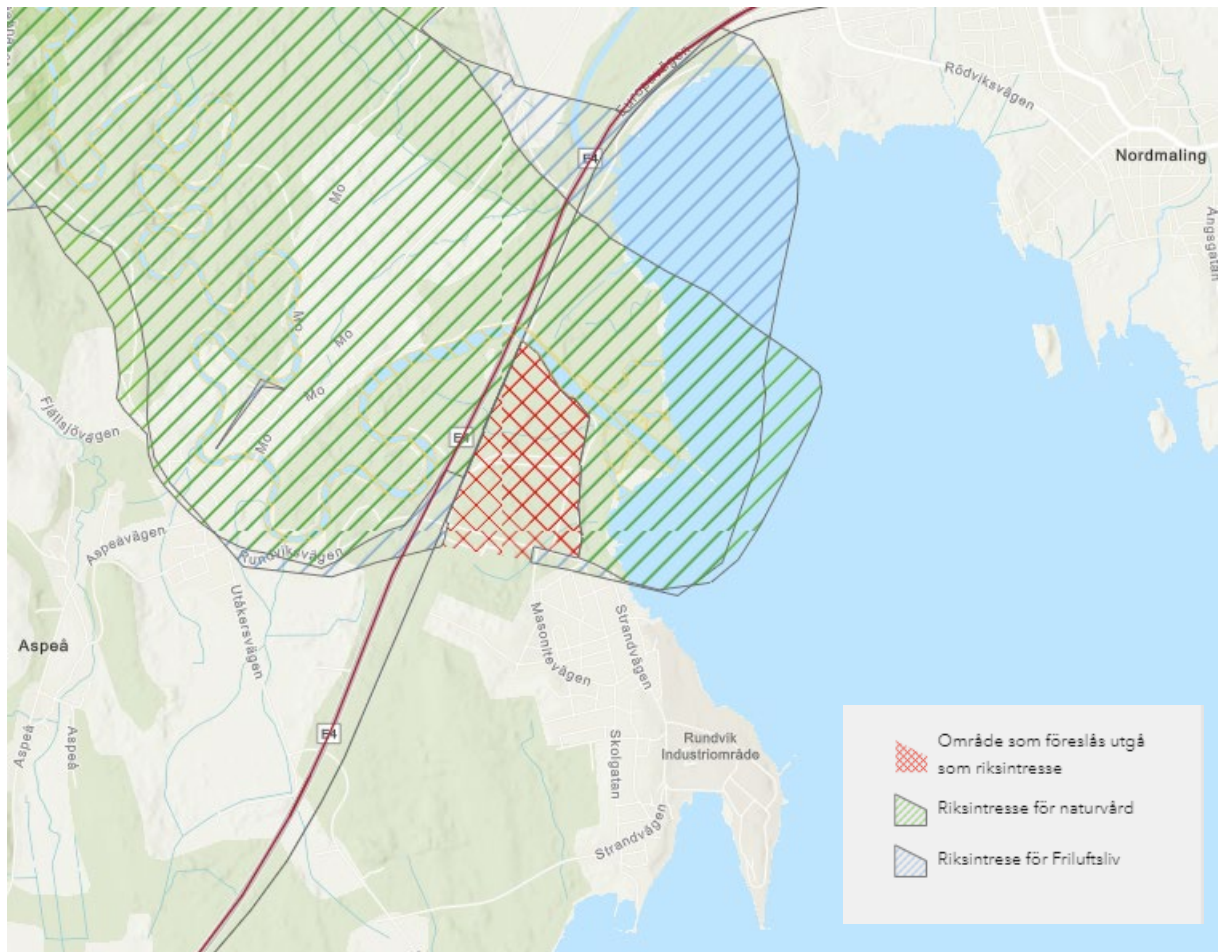 Europavägen
E4
Rödviksvägen
Nordmaling
Ängsgatan
Mo
Mo
Mo
Mo
Mo
Fjällsjövägen
E4
Aspeåvägen
Rundviksvägen
Utåkersvägen
Aspeå
Masonitevägen
Strandvägen
Aspeå
Aspeå
E4
Skolgatan
Rundvik
Industriområde
Strandvägen
Område som föreslås utgå
som riksintresse
Riksintresse för naturvård
Riksintrese för Friluftsliv